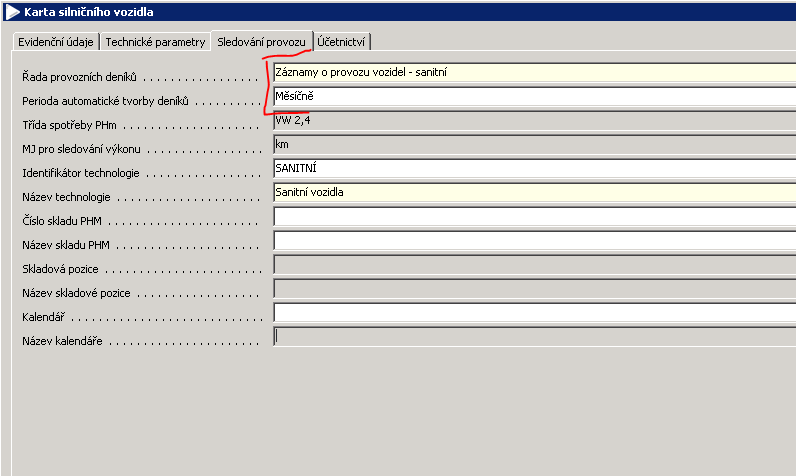 Karta silničního vozidla
Evidenční údaje Technické parametry Sledování provozu Účetnictví
Řada provozních deníků . . . . . . . . . . . . . . . Záznamy o provozu vozidel - sanitní
Perioda automatické tvorby deníků . . . . . . . . . Měsíčně
Třída spotřeby PHm . . . . . . . . . . . . . . . . . . VW 2,4
MJ pro sledování výkonu . . . . . . . . . . . . . . . km
Identifikátor technologie . . . . . . . . . . . . . . . SANITNÍ
Název technologie . . . . . . . . . . . . . . . . . . . Sanitní vozidla
Číslo skladu PHM . . . . . . . . . . . . . . . . . . . .
Název skladu PHM . . . . . . . . . . . . . . . . . . .
Skladová pozice . . . . . . . . . . . . . . . . . . . .
Název skladové pozice . . . . . . . . . . . . . . . .
Kalendář . . . . . . . . . . . . . . . . . . . . . . . . .
Název kalendáře . . . . . . . . . . . . . . . . . . . .